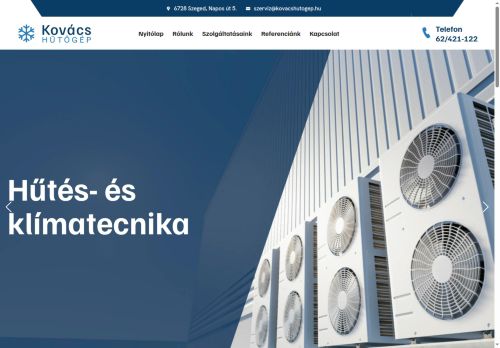 6728 Szeged, Napos út 5.
szerviz@kovacshutogep.hu
Kovács
HŰTŐGÉP
Nyitólap
Rólunk
Szolgáltatásaink
Referenciánk
Kapcsolat
Telefon
62/421-122
Hűtés- és
klímatecnika